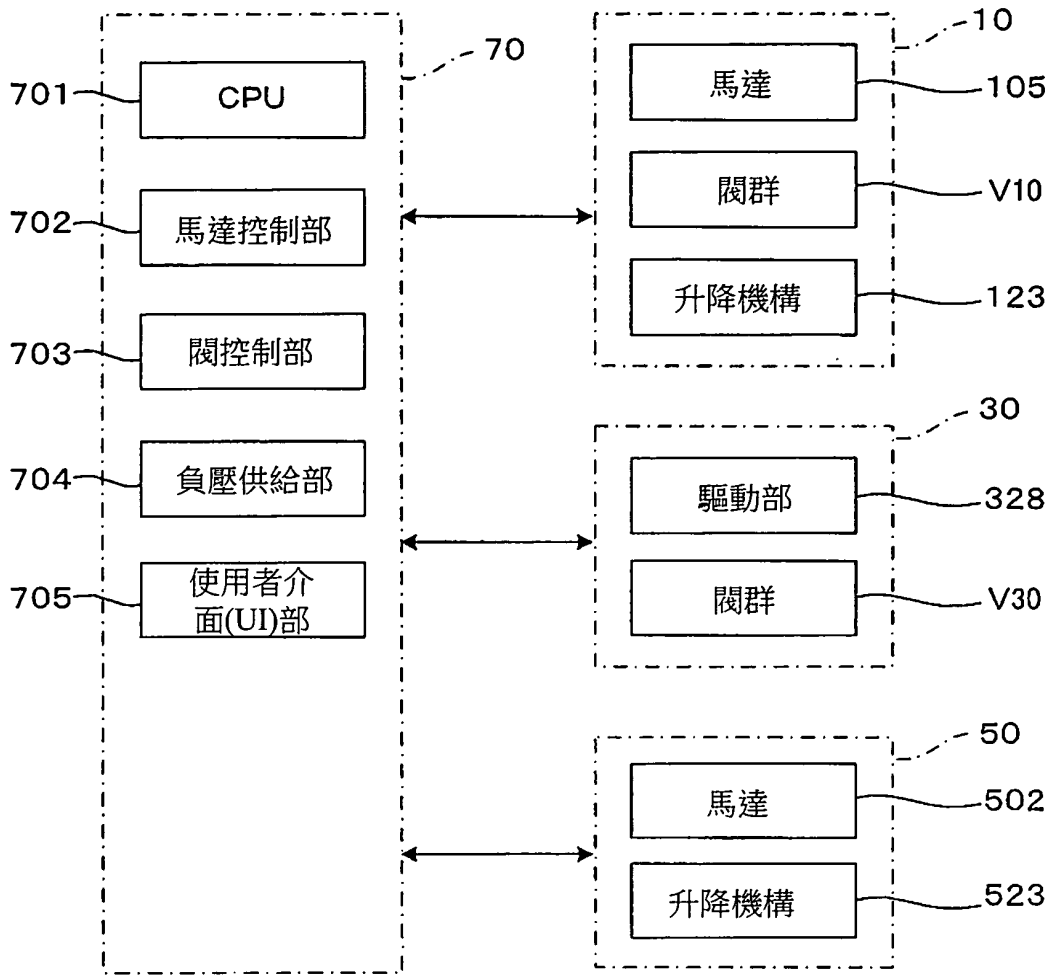 70
701
CPU
702
馬達控制部
703
閥控制部
704
負壓供給部
705
使用者介
面(UI)部
10
馬達
105
閥群
V10
升降機構
123
30
驅動部
328
閥群
V30
50
馬達
502
升降機構
523